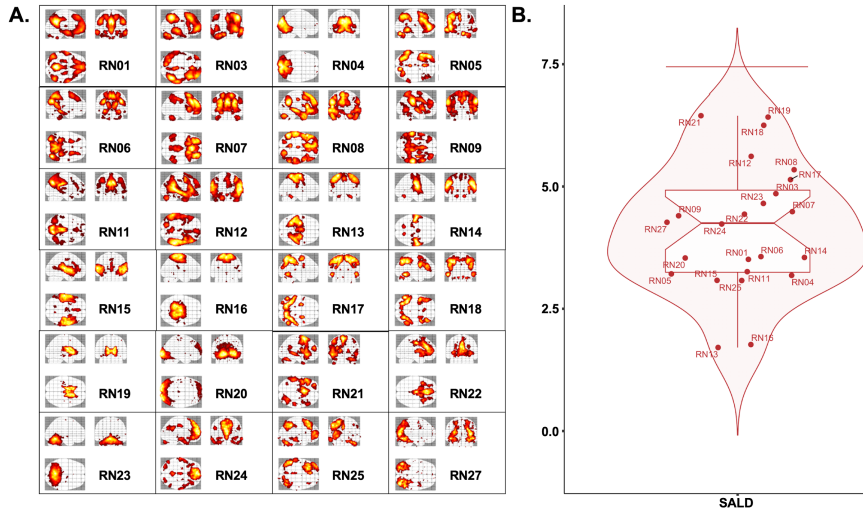 A.
RN01 RN03 RN04 RN05
RN06 RN07 RN08 RN09
RN11 RN12 RN13 RN14
RN15 RN16 RN17 RN18
RN19 RN20 RN21 RN22
RN23 RN24 RN25 RN27
B.
7.5
5.0
2.5
0.0
RN21
RN19
RN18
RN12
RN08
RN17
RN03
RN23
RN07
RN09
RN22
RN27
RN24
RN01
RN06
RN14
RN20
RN05
RN15
RN11
RN04
RN25
RN13
RN16
SALD